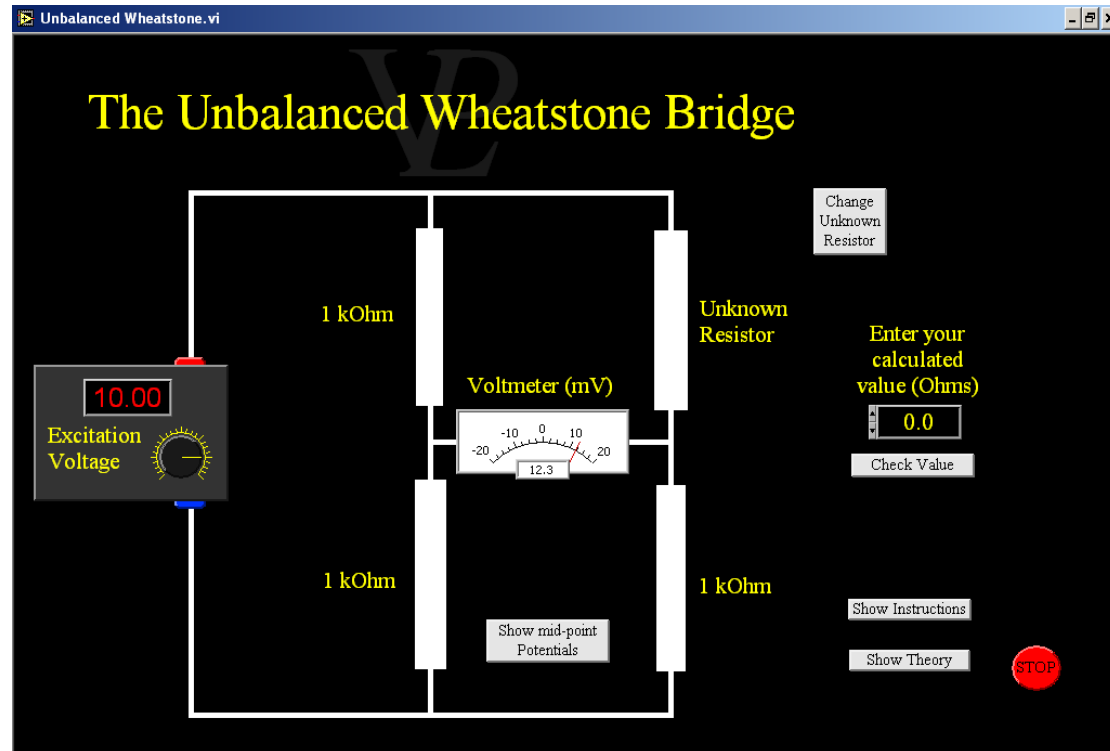 Unbalanced Wheatstone.vi
VPL
The Unbalanced Wheatstone Bridge
Change
Unknown
Resistor
1 kOhm
Unknown
Resistor
Enter your
calculated
value (Ohms)
0.0
Check Value
10.00
Excitation
Voltage
Voltmeter (mV)
-20 -10 0 10 20
12.3
1 kOhm
1 kOhm
Show mid-point
Potentials
Show Instructions
Show Theory
STOP